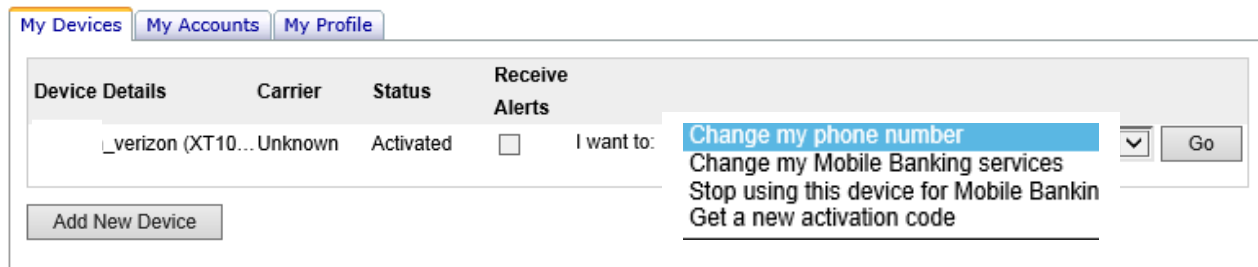 My Devices My Accounts My Profile
Device Details Carrier Status Receive Alerts
_verizon (XT10... Unknown Activated I want to: Change my phone number Go
Change my Mobile Banking services
Stop using this device for Mobile Bankin
Get a new activation code
Add New Device